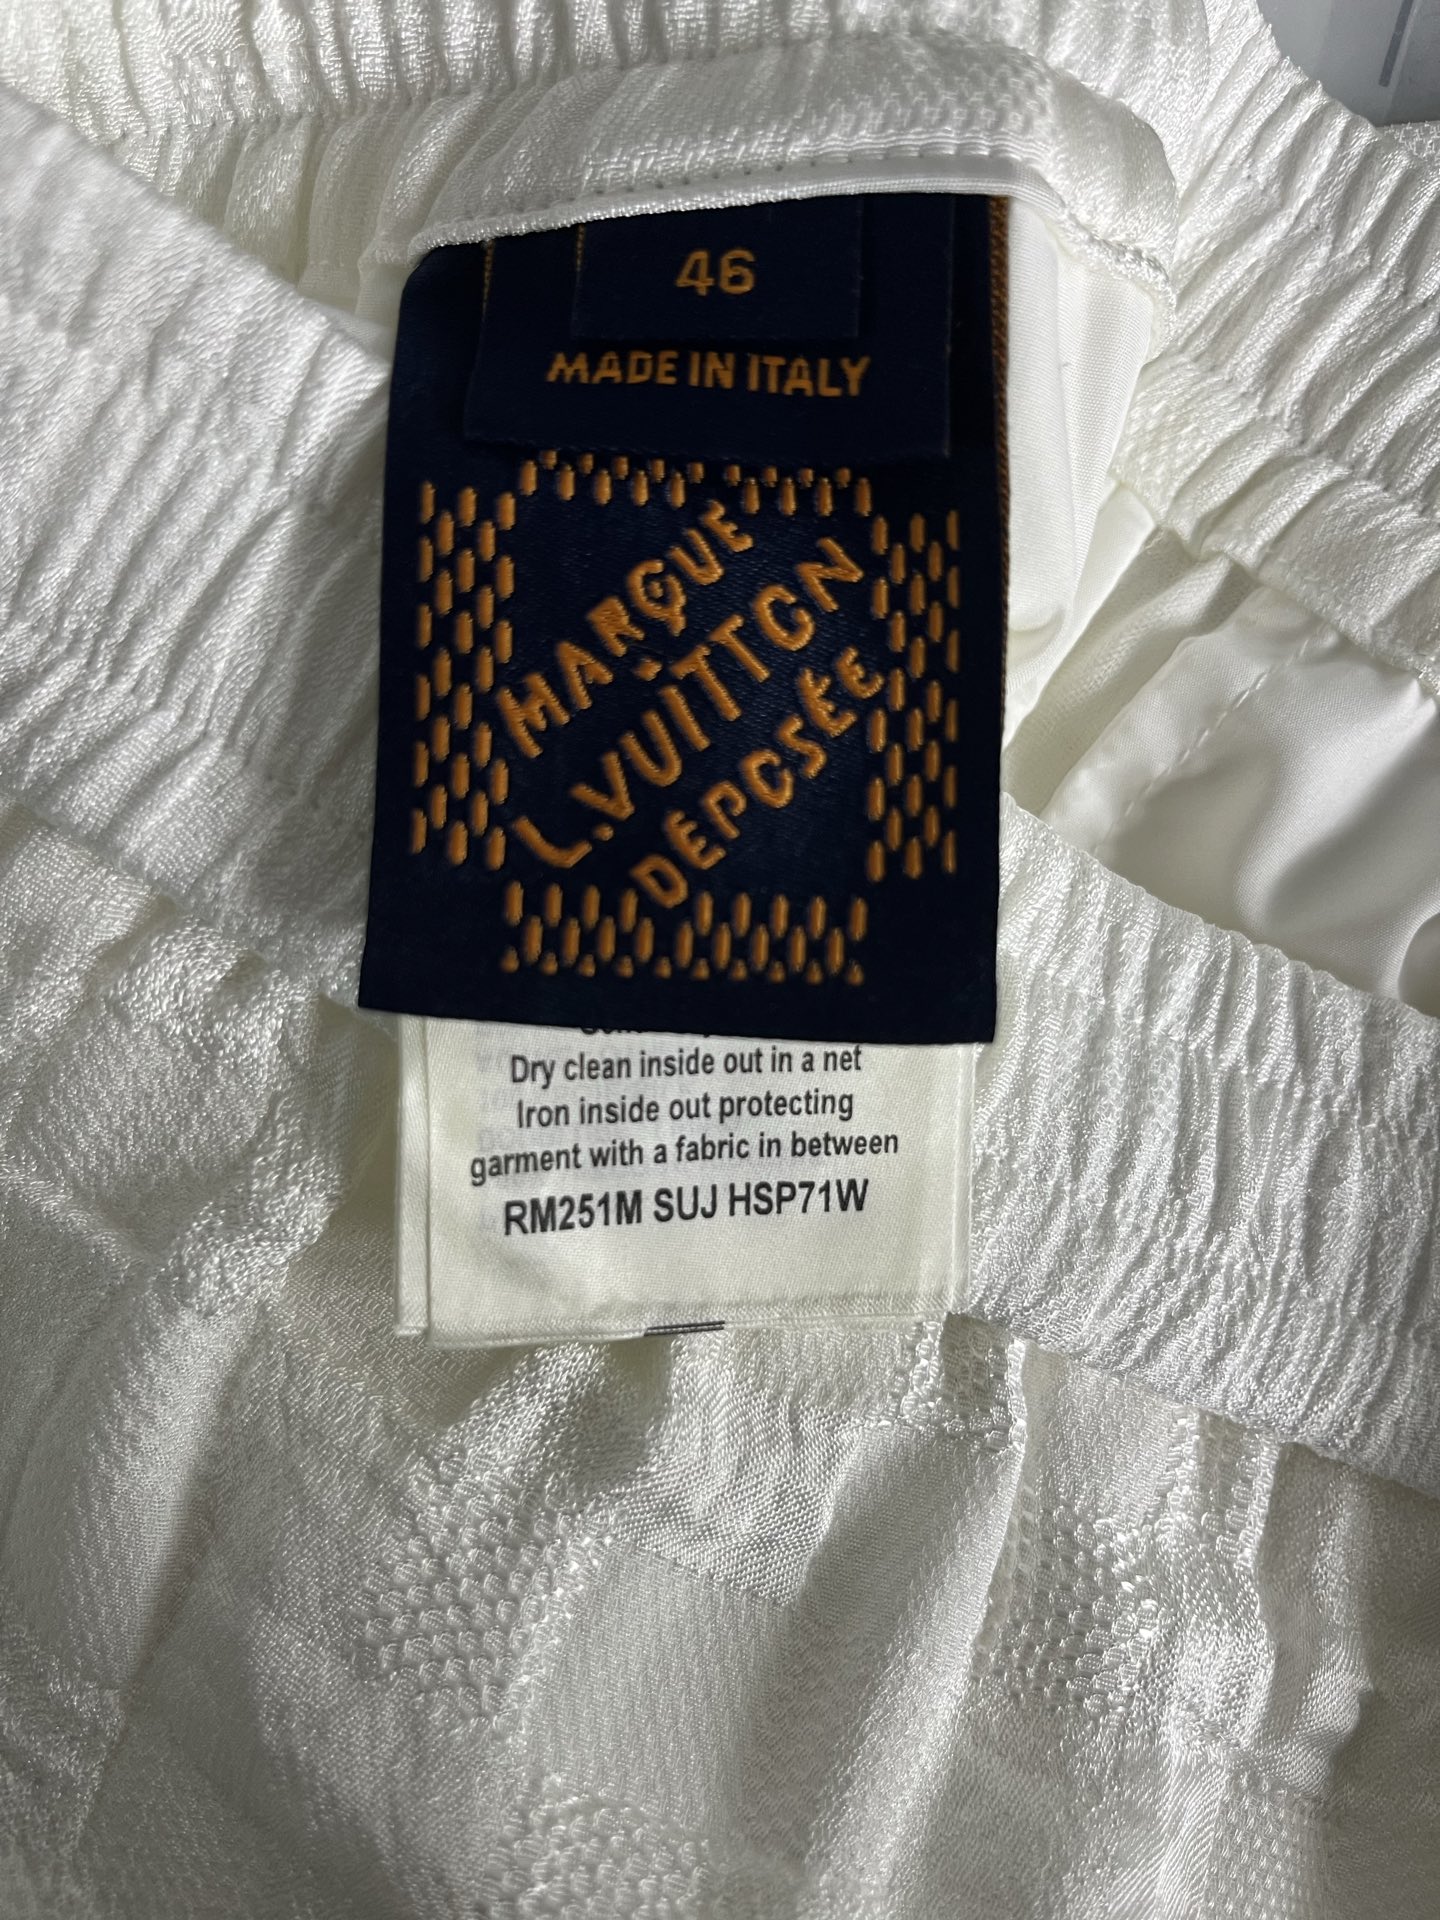 46
MADE IN ITALY
MARQUE
L.VUITTON
DÉPOSÉE
Dry clean inside out in a net
Iron inside out protecting
garment with a fabric in between
RM251M SUJ HSP71W